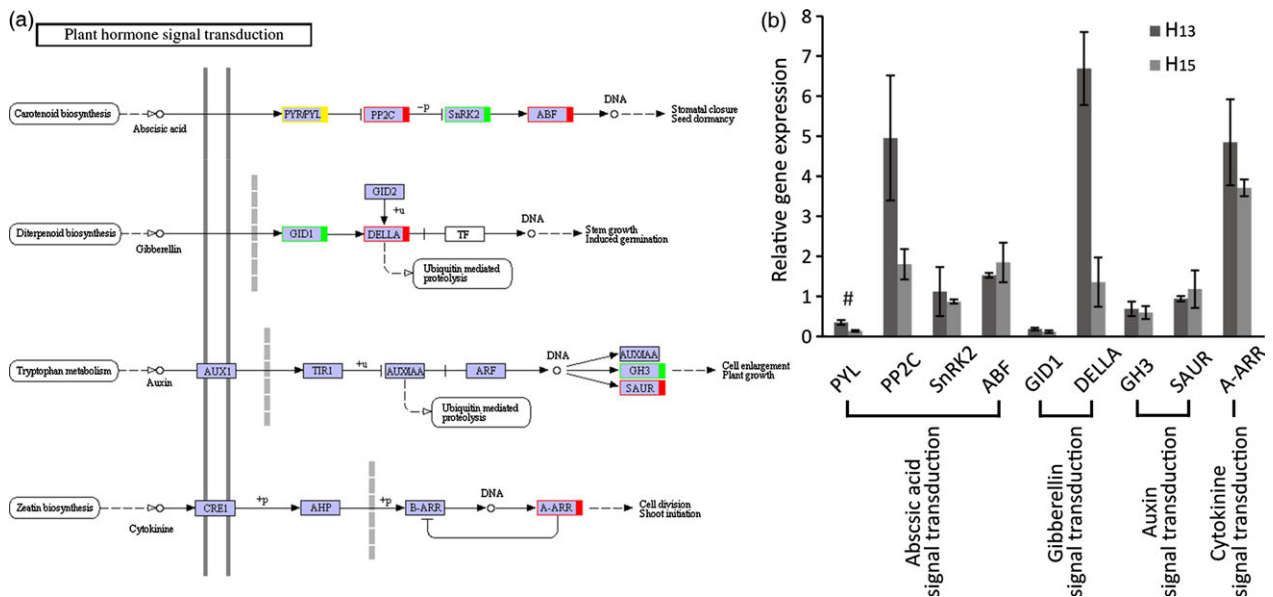 (a)
Plant hormone signal transduction
Carotenoid biosynthesis
Abscisic acid
PYR/PYL
PP2C
−p
SnRK2
ABF
DNA
Stomatal closure
Seed dormancy
GID2
+u
Diterpenoid biosynthesis
Gibberellin
GID1
DELLA
TF
DNA
Stem growth
Induced germination
Ubiquitin mediated
proteolysis
Tryptophan metabolism
Auxin
AUX1
TIR1
+u
AUX/IAA
ARF
DNA
AUX/IAA
GH3
SAUR
Cell enlargement
Plant growth
Ubiquitin mediated
proteolysis
Zeatin biosynthesis
Cytokinine
CRE1
+p
AHP
+p
B-ARR
DNA
A-ARR
Cell division
Shoot initiation
(b)
Relative gene expression
8
7
6
5
4
3
2
1
0
H13
H15
#
PYL
PP2C
SnRK2
ABF
GID1
DELLA
GH3
SAUR
A-ARR
Abscsic acid
signal transduction
Gibberellin
signal transduction
Auxin
signal transduction
Cytokinine
signal transduction